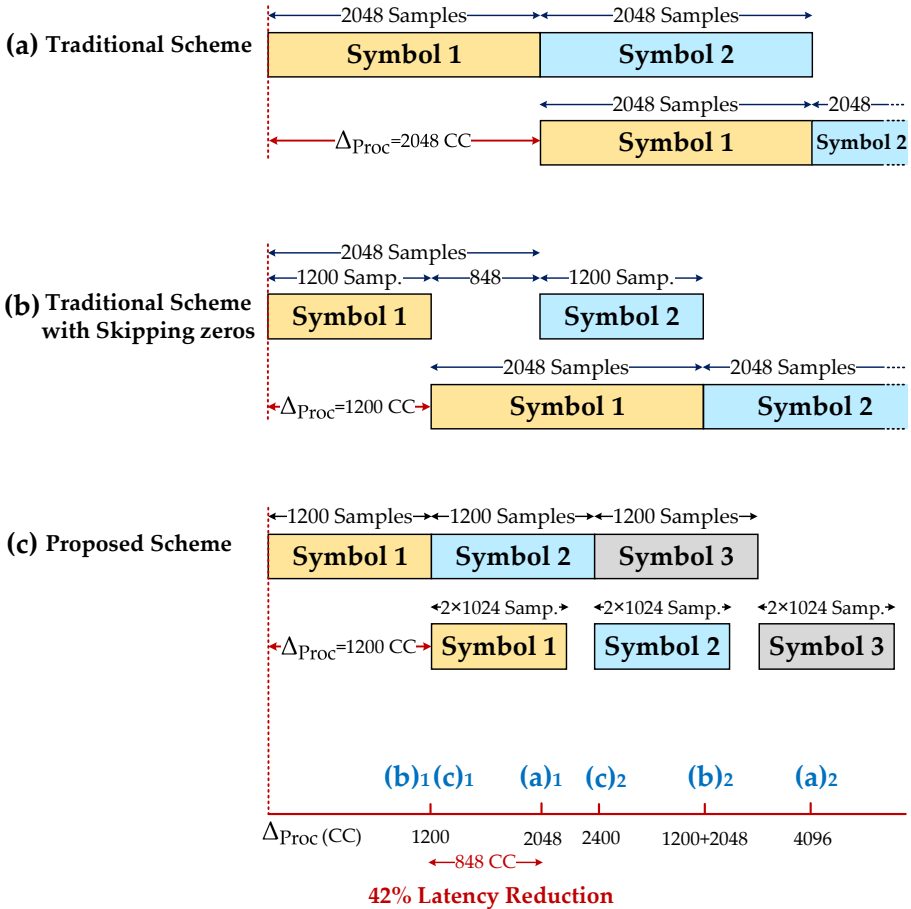 2048 Samples 2048 Samples
(a) Traditional Scheme
Symbol 1 Symbol 2
2048 Samples 2048
ΔProc=2048 CC Symbol 1 Symbol 2
2048 Samples
1200 Samp. 848 1200 Samp.
(b) Traditional Scheme
with Skipping zeros
Symbol 1 Symbol 2
2048 Samples 2048 Samples
ΔProc=1200 CC Symbol 1 Symbol 2
1200 Samples 1200 Samples 1200 Samples
(c) Proposed Scheme
Symbol 1 Symbol 2 Symbol 3
2×1024 Samp. 2×1024 Samp. 2×1024 Samp.
ΔProc=1200 CC Symbol 1 Symbol 2 Symbol 3
(b)1 (c)1 (a)1 (c)2 (b)2 (a)2
ΔProc (CC) 1200 2048 2400 1200+2048 4096
848 CC
42% Latency Reduction